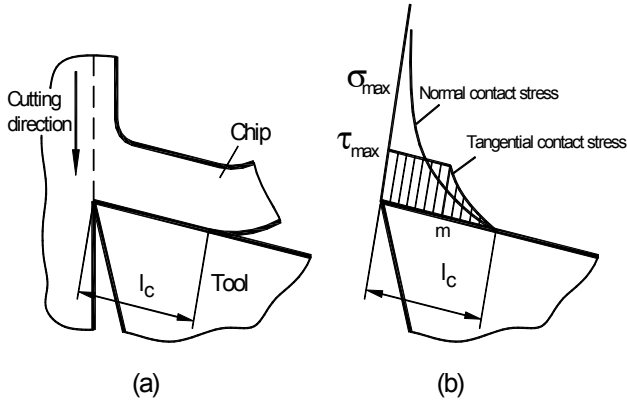 Cutting
direction
Chip
l_c
Tool
(a)
σ_max
Normal contact stress
τ_max
Tangential contact stress
m
l_c
(b)